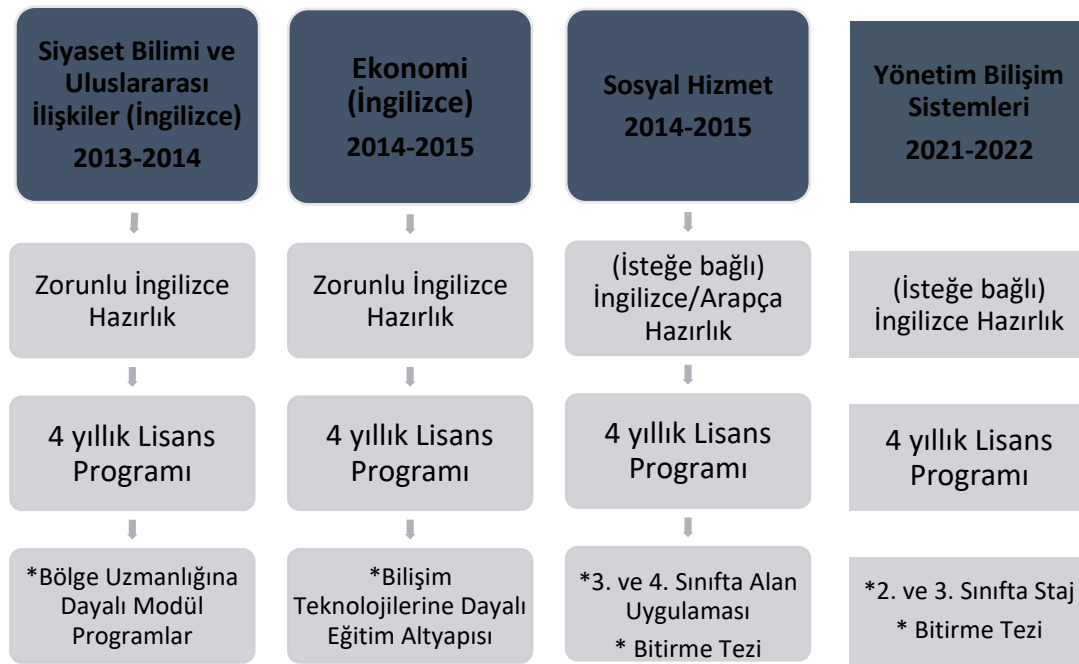 Siyaset Bilimi ve
Uluslararası
İlişkiler (İngilizce)
2013-2014
Zorunlu İngilizce
Hazırlık
4 yıllık Lisans
Programı
*Bölge Uzmanlığına
Dayalı Modül
Programlar
Ekonomi
(İngilizce)
2014-2015
Zorunlu İngilizce
Hazırlık
4 yıllık Lisans
Programı
*Bilişim
Teknolojilerine Dayalı
Eğitim Altyapısı
Sosyal Hizmet
2014-2015
(İsteğe bağlı)
İngilizce/Arapça
Hazırlık
4 yıllık Lisans
Programı
*3. ve 4. Sınıfta Alan
Uygulaması
* Bitirme Tezi
Yönetim Bilişim
Sistemleri
2021-2022
(İsteğe bağlı)
İngilizce Hazırlık
4 yıllık Lisans
Programı
*2. ve 3. Sınıfta Staj
* Bitirme Tezi